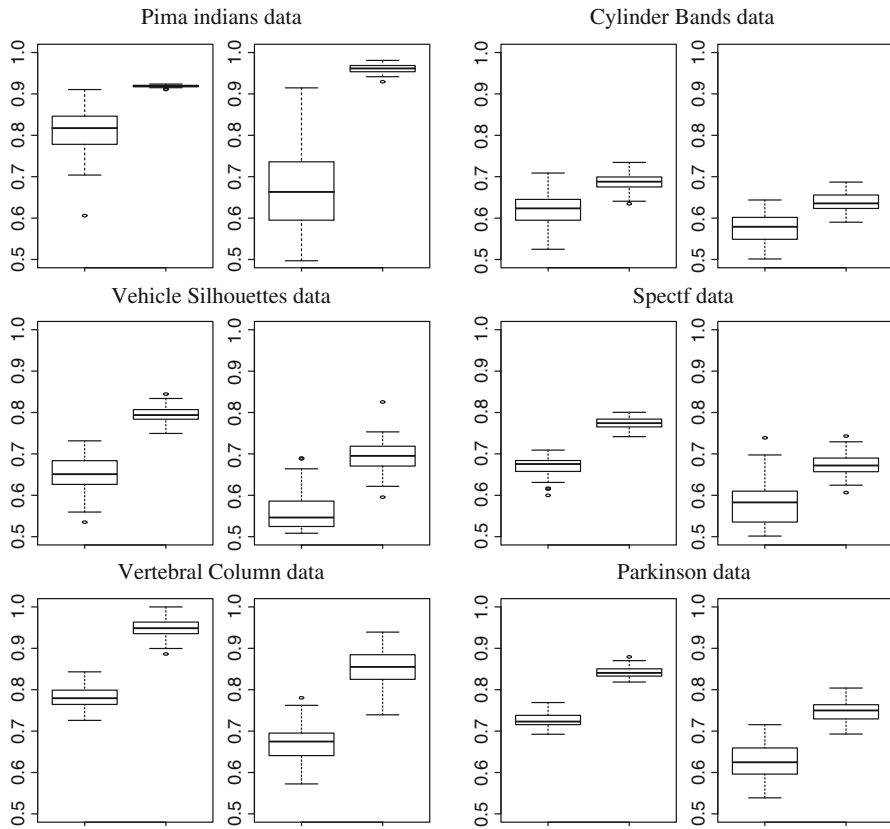 Pima indians data
0.5 0.6 0.7 0.8 0.9 1.0
0.5 0.6 0.7 0.8 0.9 1.0
Cylinder Bands data
0.5 0.6 0.7 0.8 0.9 1.0
0.5 0.6 0.7 0.8 0.9 1.0
Vehicle Silhouettes data
0.5 0.6 0.7 0.8 0.9 1.0
0.5 0.6 0.7 0.8 0.9 1.0
Spectf data
0.5 0.6 0.7 0.8 0.9 1.0
0.5 0.6 0.7 0.8 0.9 1.0
Vertebral Column data
0.5 0.6 0.7 0.8 0.9 1.0
0.5 0.6 0.7 0.8 0.9 1.0
Parkinson data
0.5 0.6 0.7 0.8 0.9 1.0
0.5 0.6 0.7 0.8 0.9 1.0